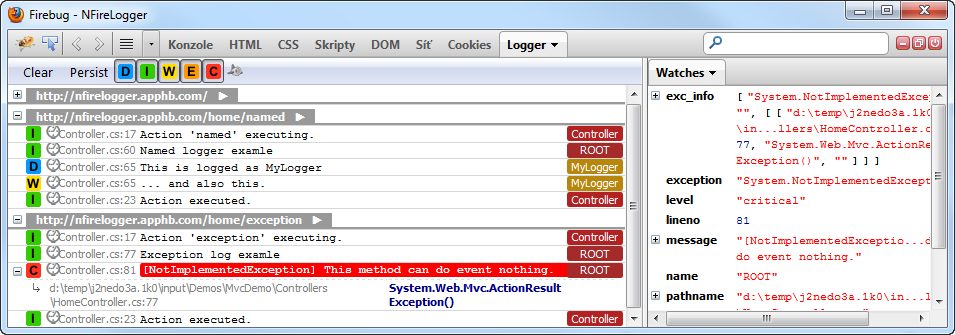 Firebug - NFireLogger
Konzole HTML CSS Skripty DOM Síť Cookies Logger
Clear Persist D I W E C
http://nfirelogger.apphb.com/
http://nfirelogger.apphb.com/home/named
I Controller.cs:17 Action 'named' executing. Controller
I Controller.cs:60 Named logger examle ROOT
D Controller.cs:65 This is logged as MyLogger MyLogger
W Controller.cs:65 ... and also this. MyLogger
I Controller.cs:23 Action executed. Controller
http://nfirelogger.apphb.com/home/exception
I Controller.cs:17 Action 'exception' executing. Controller
I Controller.cs:77 Exception log examle ROOT
C Controller.cs:81 [NotImplementedException] This method can do event nothing. ROOT
d:\temp\j2nedo3a.1k0\input\Demos\MvcDemo\Controllers System.Web.Mvc.ActionResult
\HomeController.cs:77 Exception()
I Controller.cs:23 Action executed. Controller
Watches
exc_info ["System.NotImplementedExce
"", [["d:\temp\j2nedo3a.1k0
\in...llers\HomeController.c
77, "System.Web.Mvc.ActionRe
Exception()", ""]]]
exception "System.NotImplementedExcept
level "critical"
lineno 81
message "[NotImplementedExceptio...d
do event nothing."
name "ROOT"
pathname "d:\temp\j2nedo3a.1k0\in...l